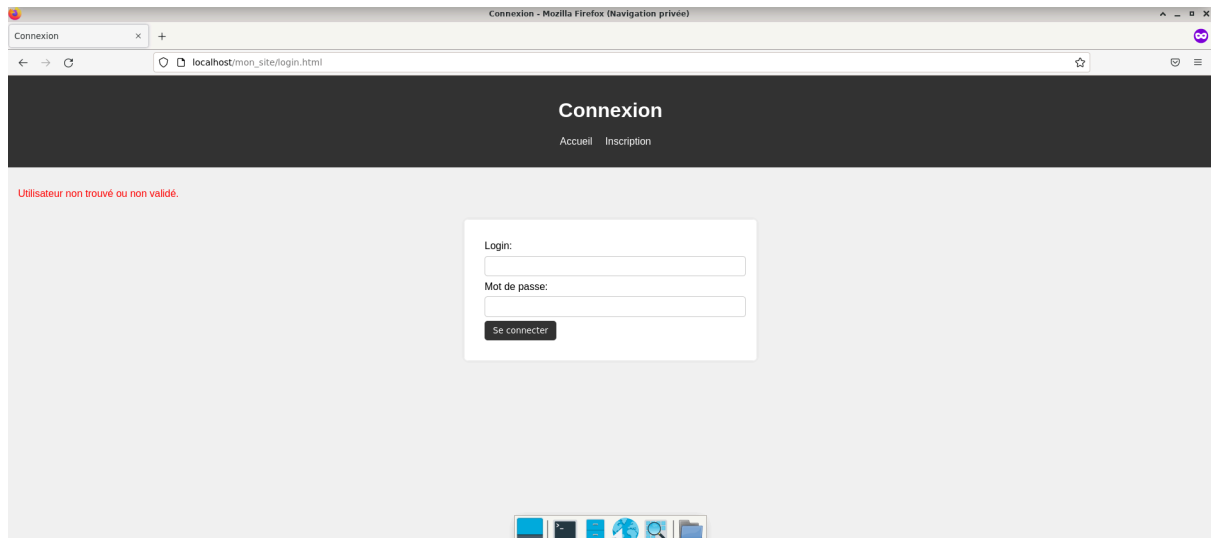 Connexion - Mozilla Firefox (Navigation privée)
Connexion
localhost/mon_site/login.html
Connexion
Accueil Inscription
Utilisateur non trouvé ou non validé.
Login:
Mot de passe:
Se connecter